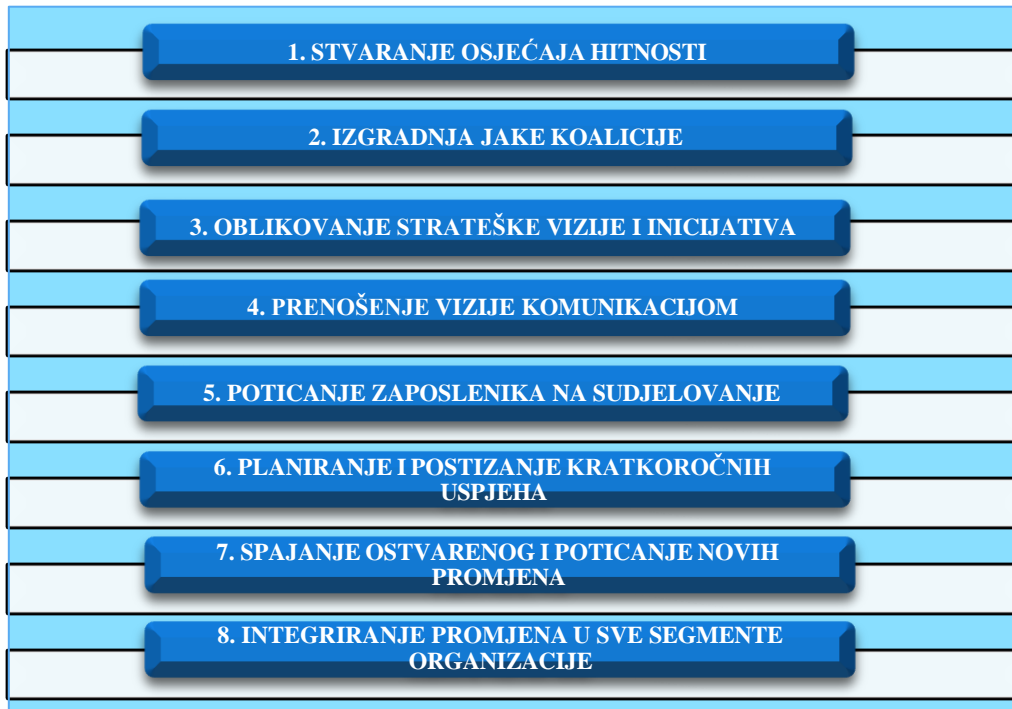 1. STVARANJE OSJEĆAJA HITNOSTI
2. IZGRADNJA JAKE KOALICIJE
3. OBLIKOVANJE STRATEŠKE VIZIJE I INICIJATIVA
4. PRENOŠENJE VIZIJE KOMUNIKACIJOM
5. POTICANJE ZAPOSLENIKA NA SUDJELOVANJE
6. PLANIRANJE I POSTIZANJE KRATKOROČNIH
USPJEHA
7. SPAJANJE OSTVARENOG I POTICANJE NOVIH
PROMJENA
8. INTEGRIRANJE PROMJENA U SVE SEGMENTE
ORGANIZACIJE